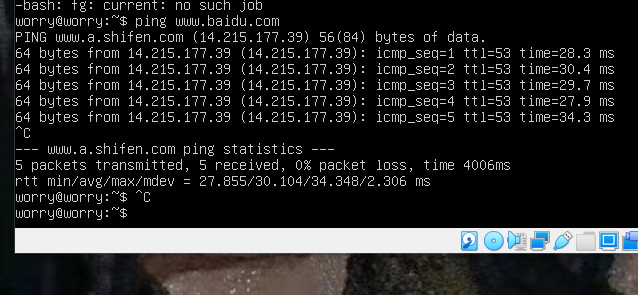 -bash: fg: current: no such job
worry@worry:~$ ping www.baidu.com
PING www.a.shifen.com (14.215.177.39) 56(84) bytes of data.
64 bytes from 14.215.177.39 (14.215.177.39): icmp_seq=1 ttl=53 time=28.3 ms
64 bytes from 14.215.177.39 (14.215.177.39): icmp_seq=2 ttl=53 time=30.4 ms
64 bytes from 14.215.177.39 (14.215.177.39): icmp_seq=3 ttl=53 time=29.7 ms
64 bytes from 14.215.177.39 (14.215.177.39): icmp_seq=4 ttl=53 time=27.9 ms
64 bytes from 14.215.177.39 (14.215.177.39): icmp_seq=5 ttl=53 time=34.3 ms
^C
--- www.a.shifen.com ping statistics ---
5 packets transmitted, 5 received, 0% packet loss, time 4006ms
rtt min/avg/max/mdev = 27.855/30.104/34.348/2.306 ms
worry@worry:~$ ^C
worry@worry:~$